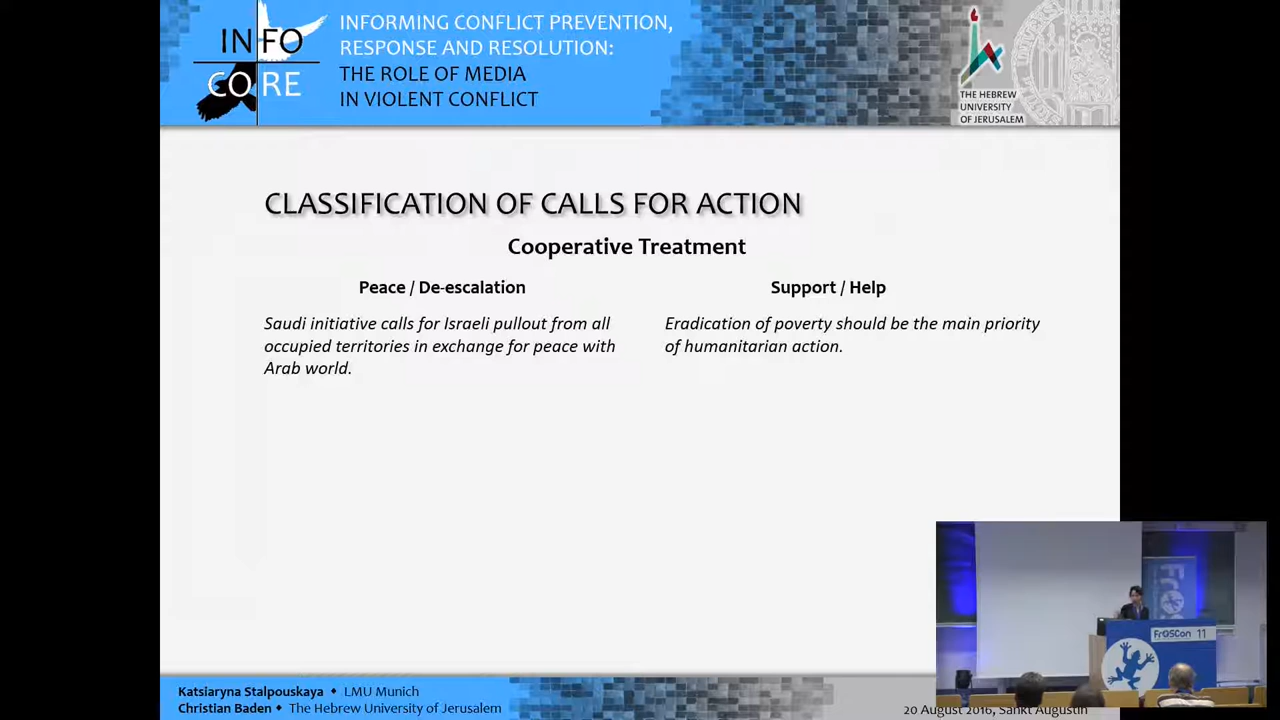 INFO
CORE
INFORMING CONFLICT PREVENTION,
RESPONSE AND RESOLUTION:
THE ROLE OF MEDIA
IN VIOLENT CONFLICT
THE HEBREW
UNIVERSITY
OF JERUSALEM
CLASSIFICATION OF CALLS FOR ACTION
Cooperative Treatment
Peace / De-escalation
Support / Help
Saudi initiative calls for Israeli pullout from all
occupied territories in exchange for peace with
Arab world.
Eradication of poverty should be the main priority
of humanitarian action.
FrOSCon 11
Katsiaryna Stalpouskaya ♦ LMU Munich
Christian Baden ♦ The Hebrew University of Jerusalem
20 August 2016, Sankt Augustin